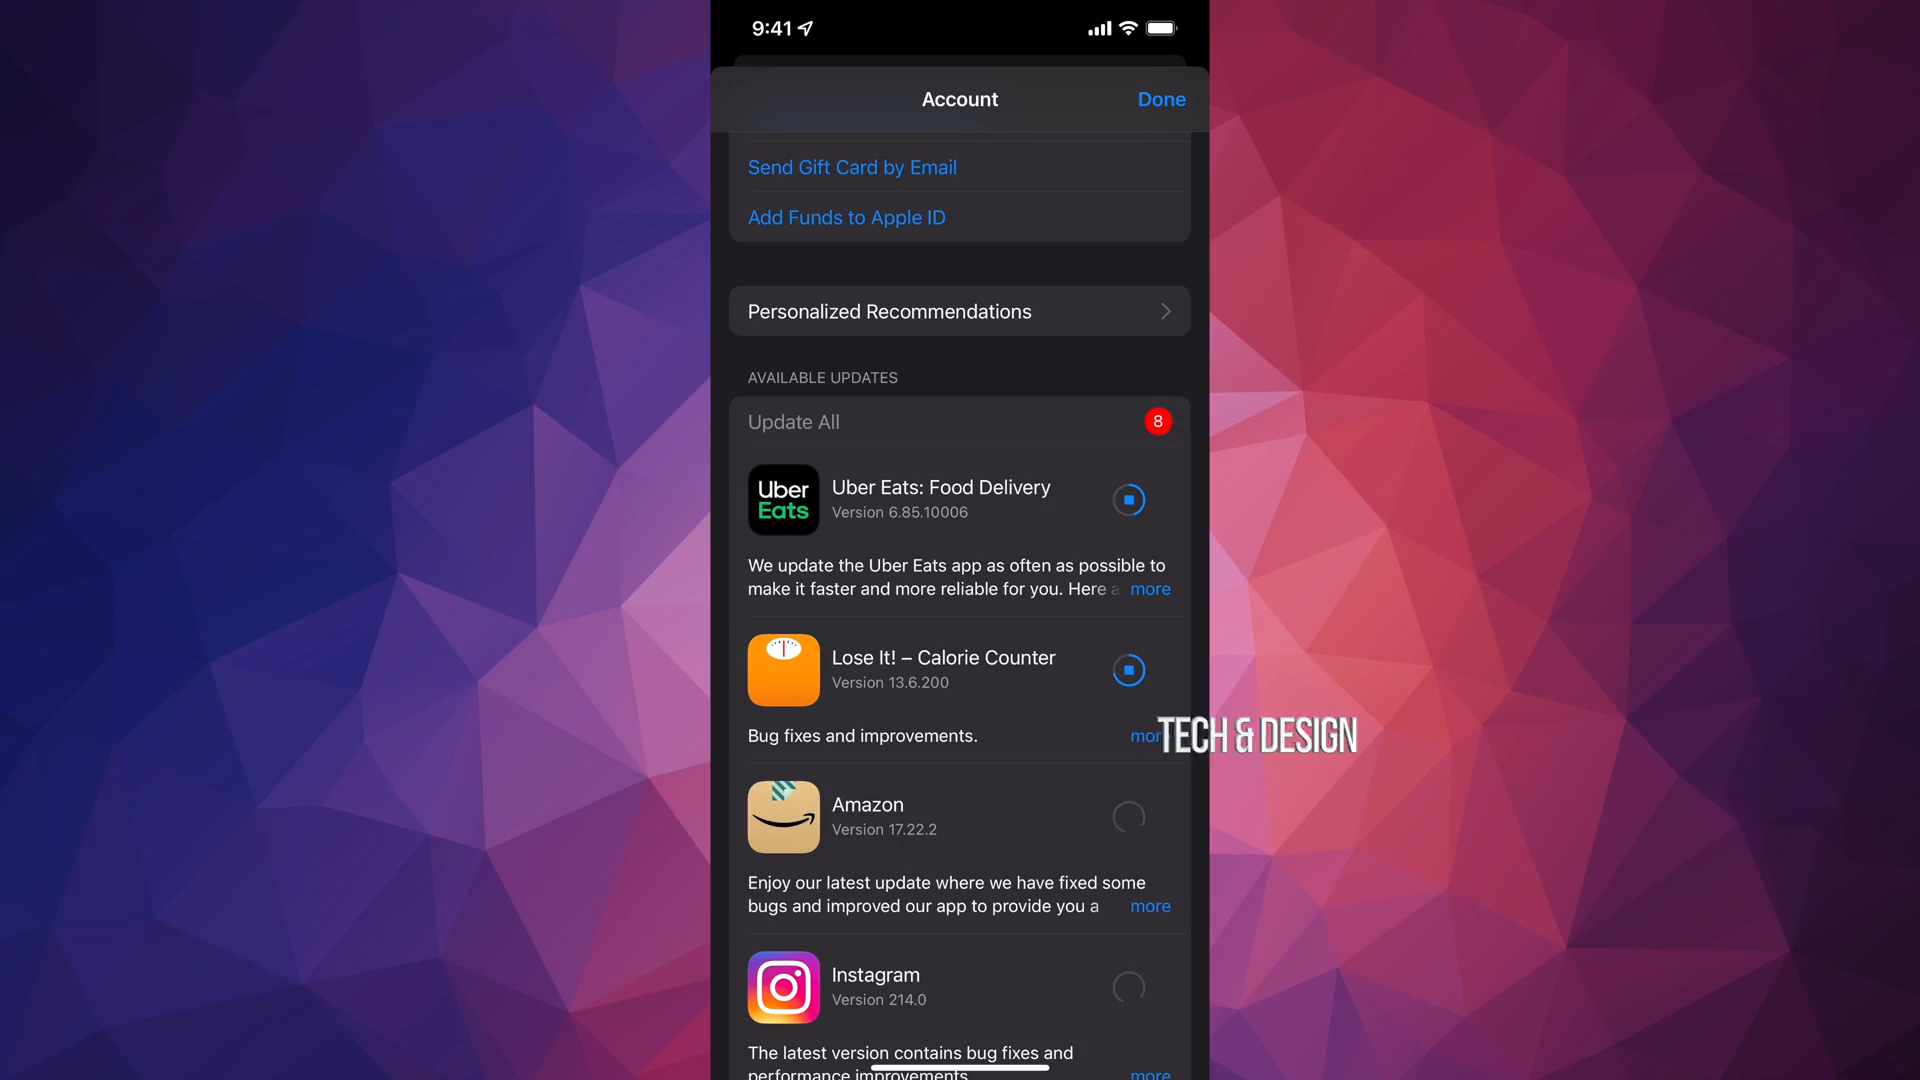 9:41
Account
Done
Send Gift Card by Email
Add Funds to Apple ID
Personalized Recommendations
AVAILABLE UPDATES
Update All
8
Uber Eats
Uber Eats: Food Delivery
Version 6.85.10006
We update the Uber Eats app as often as possible to
make it faster and more reliable for you. Here a more
Lose It! – Calorie Counter
Version 13.6.200
Bug fixes and improvements.
mor
TECH & DESIGN
Amazon
Version 17.22.2
Enjoy our latest update where we have fixed some
bugs and improved our app to provide you a more
Instagram
Version 214.0
The latest version contains bug fixes and
performance improvements. more